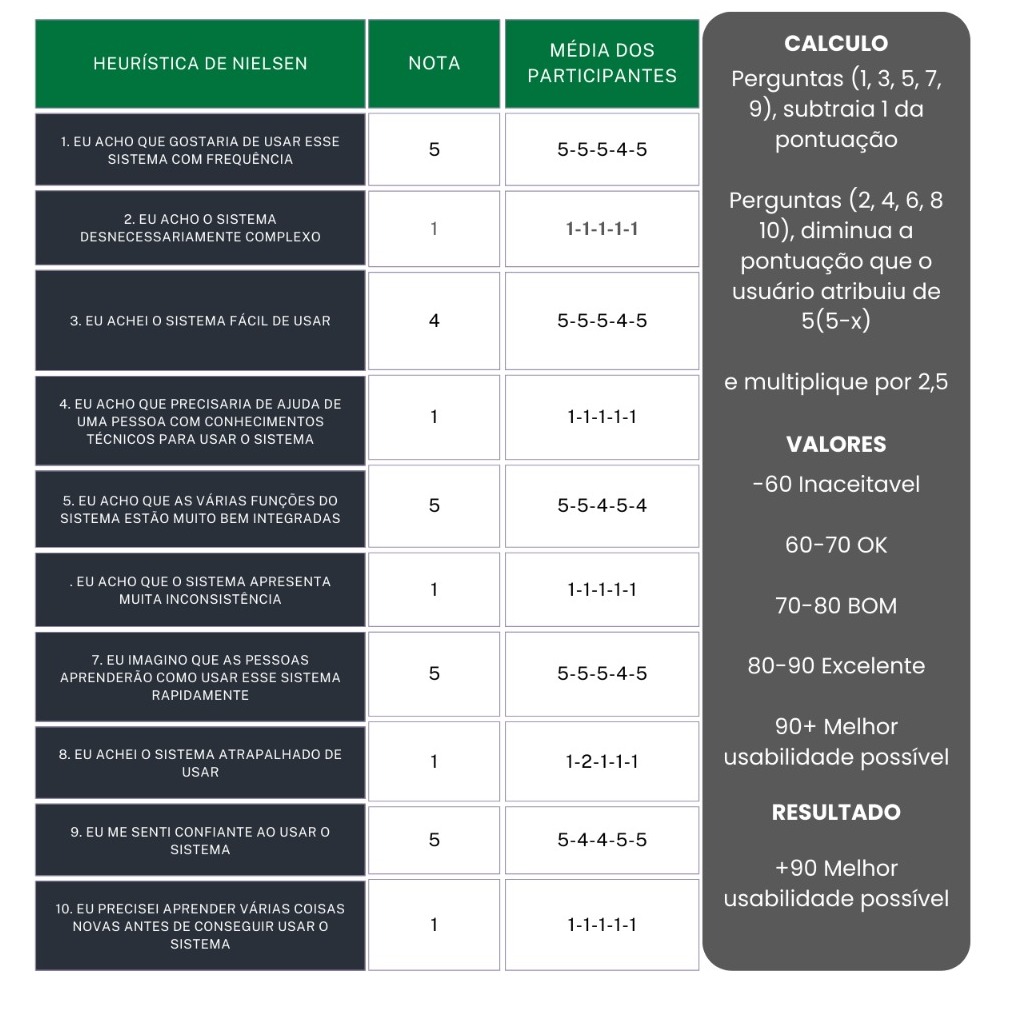 HEURÍSTICA DE NIELSEN
NOTA
MÉDIA DOS
PARTICIPANTES
1. EU ACHO QUE GOSTARIA DE USAR ESSE
SISTEMA COM FREQUÊNCIA
5
5-5-5-4-5
2. EU ACHO O SISTEMA
DESNECESSARIAMENTE COMPLEXO
1
1-1-1-1-1
3. EU ACHEI O SISTEMA FÁCIL DE USAR
4
5-5-5-4-5
4. EU ACHO QUE PRECISARIA DE AJUDA DE
UMA PESSOA COM CONHECIMENTOS
TÉCNICOS PARA USAR O SISTEMA
1
1-1-1-1-1
5. EU ACHO QUE AS VÁRIAS FUNÇÕES DO
SISTEMA ESTÃO MUITO BEM INTEGRADAS
5
5-5-4-5-4
. EU ACHO QUE O SISTEMA APRESENTA
MUITA INCONSISTÊNCIA
1
1-1-1-1-1
7. EU IMAGINO QUE AS PESSOAS
APRENDERÃO COMO USAR ESSE SISTEMA
RAPIDAMENTE
5
5-5-5-4-5
8. EU ACHEI O SISTEMA ATRAPALHADO DE
USAR
1
1-2-1-1-1
9. EU ME SENTI CONFIANTE AO USAR O
SISTEMA
5
5-4-4-5-5
10. EU PRECISEI APRENDER VÁRIAS COISAS
NOVAS ANTES DE CONSEGUIR USAR O
SISTEMA
1
1-1-1-1-1
CALCULO
Perguntas (1, 3, 5, 7,
9), subtraia 1 da
pontuação
Perguntas (2, 4, 6, 8
10), diminua a
pontuação que o
usuário atribuiu de
5(5-x)
e multiplique por 2,5
VALORES
-60 Inaceitavel
60-70 OK
70-80 BOM
80-90 Excelente
90+ Melhor
usabilidade possível
RESULTADO
+90 Melhor
usabilidade possível